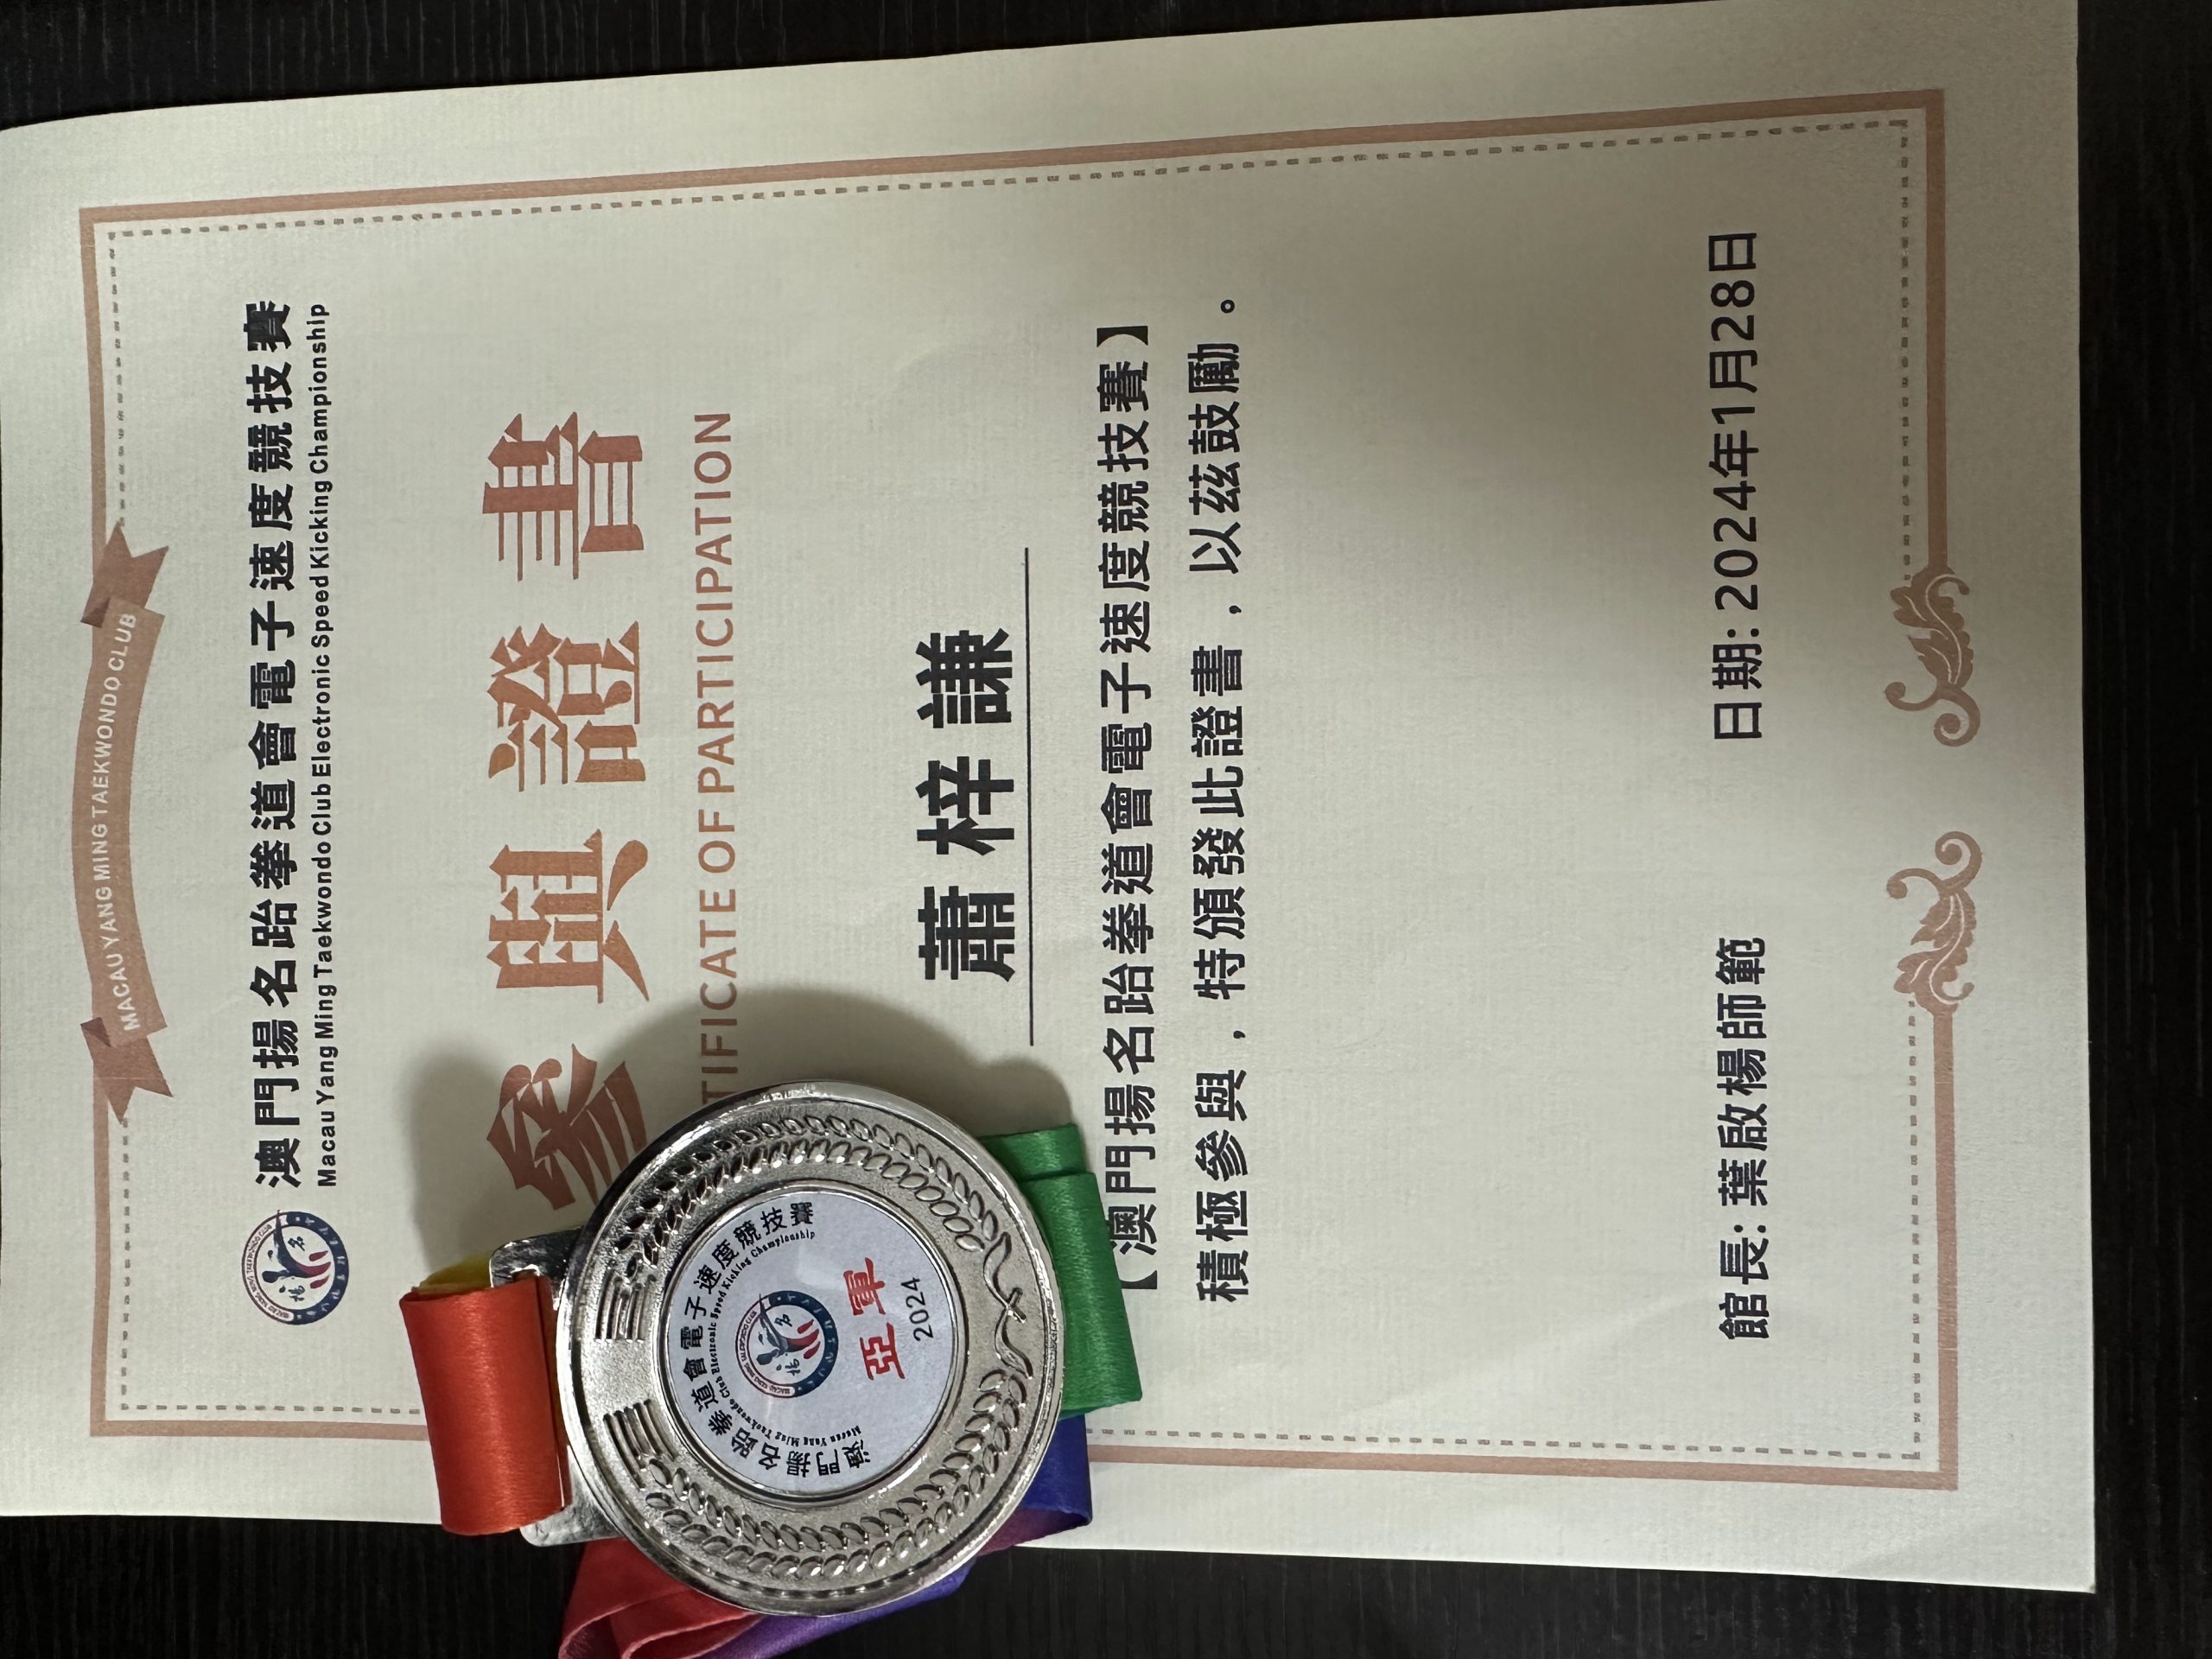 MACAU YANG MING TAEKWONDO CLUB
澳門揚名跆拳道會電子速度競技賽
Macau Yang Ming Taekwondo Club Electronic Speed Kicking Championship
參與證書
TIFICATE OF PARTICIPATION
蕭梓謙
【澳門揚名跆拳道會電子速度競技賽】
積極參與，特頒發此證書，以茲鼓勵。
館長: 葉啟楊師範
日期: 2024年1月28日
澳門揚名跆拳道會電子速度競技賽
Macau Yang Ming Taekwondo Club Electronic Speed Kicking Championship
揚名
亞軍
2024